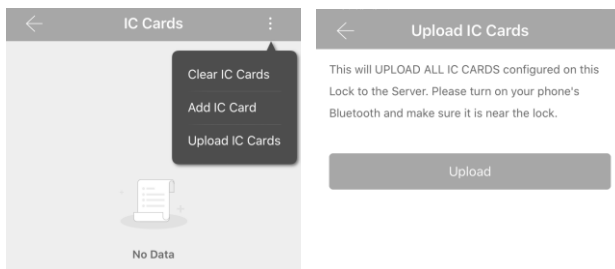 IC Cards
Clear IC Cards
Add IC Card
Upload IC Cards
No Data
Upload IC Cards
This will UPLOAD ALL IC CARDS configured on this
Lock to the Server. Please turn on your phone's
Bluetooth and make sure it is near the lock.
Upload